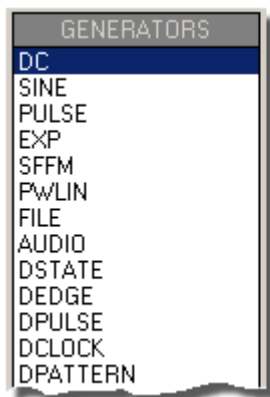 GENERATORS
DC
SINE
PULSE
EXP
SFFM
PWLIN
FILE
AUDIO
DSTATE
DEDGE
DPULSE
DCLOCK
DPATTERN